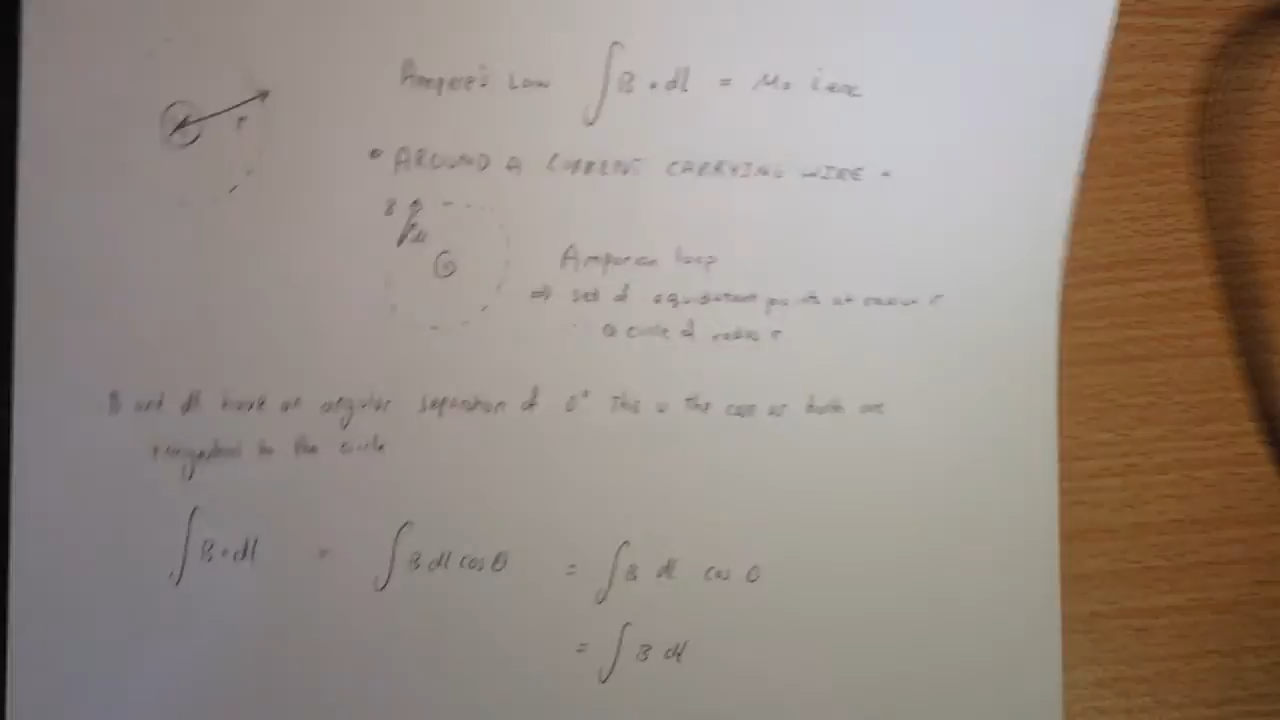 Ampere's Law ∫B • dl = μ₀ i enc
r
• AROUND A CURRENT CARRYING WIRE -
B
dl
Amperean loop
⇒ set of equidistant points at radius r
a circle of radius r
B and dl have an angular separation of 0° This is the case as both are
tangential to the circle
∫B • dl = ∫B dl cos θ = ∫B dl cos 0
= ∫B dl